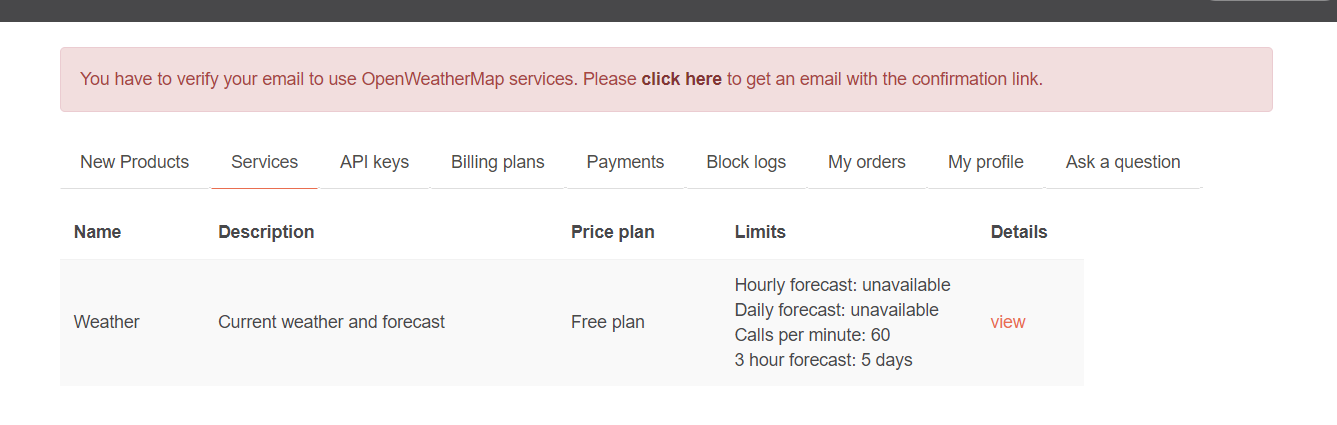 You have to verify your email to use OpenWeatherMap services. Please click here to get an email with the confirmation link.
New Products Services API keys Billing plans Payments Block logs My orders My profile Ask a question
Name Description Price plan Limits Details
Weather Current weather and forecast Free plan
Hourly forecast: unavailable
Daily forecast: unavailable
Calls per minute: 60
3 hour forecast: 5 days
view